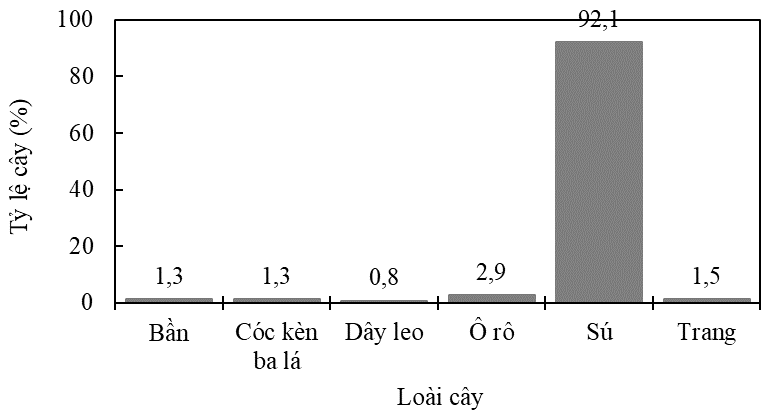 100
92,1
80
60
Tỷ lệ cây (%)
40
20
1,3 1,3 0,8 2,9 1,5
0
Bần Cóc kèn Dây leo Ô rô Sú Trang
ba lá
Loài cây